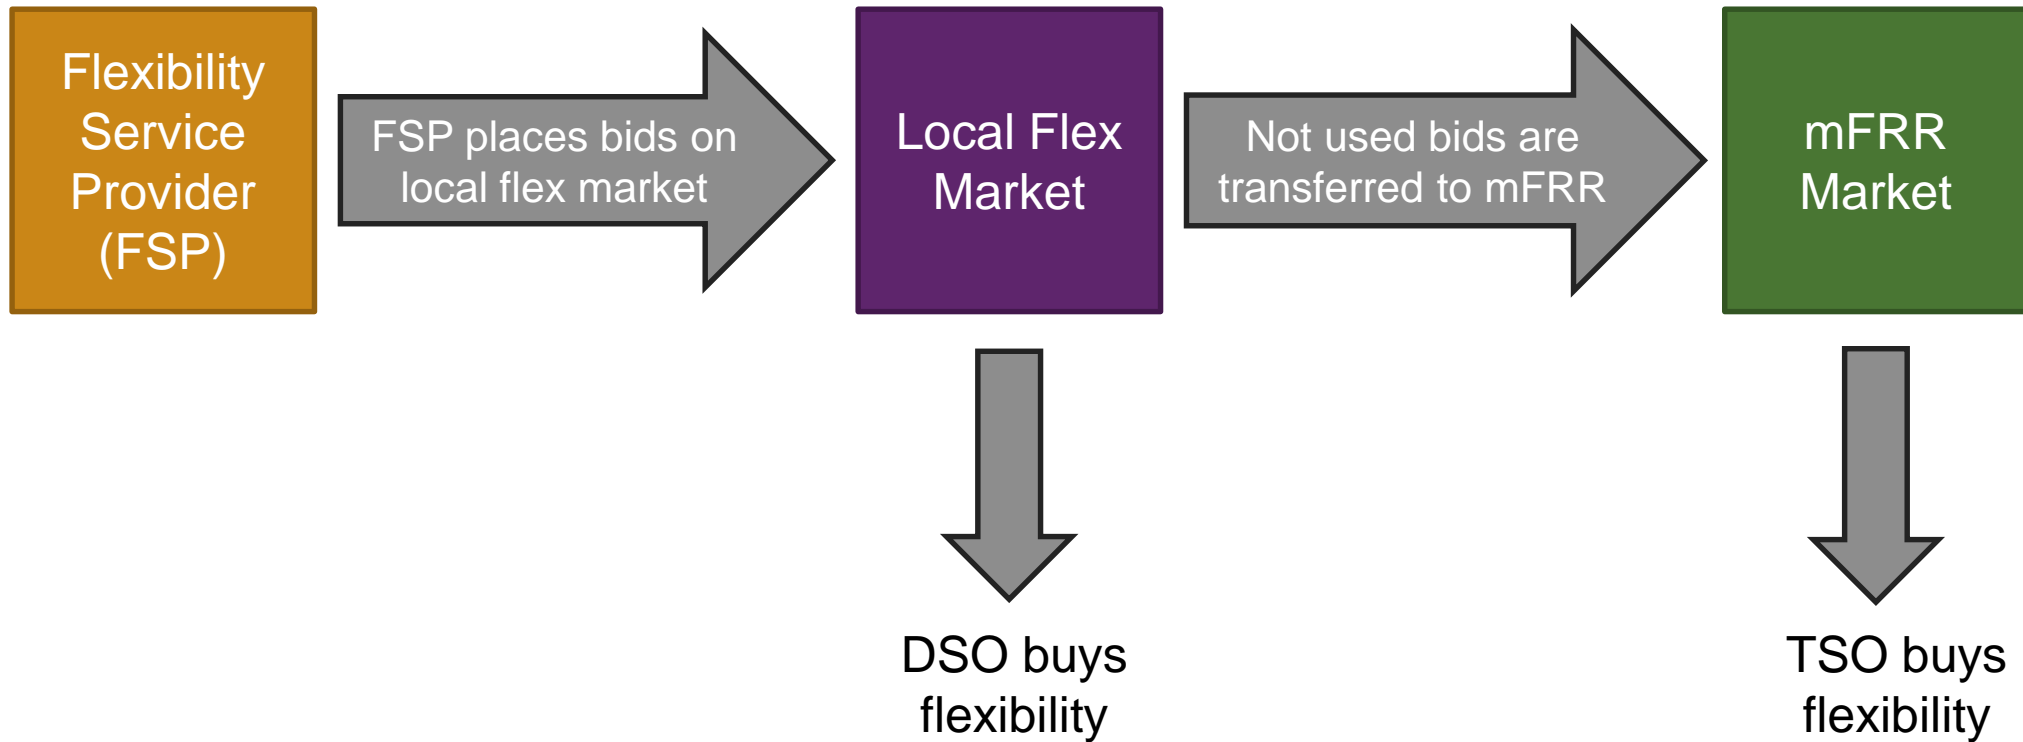 Flexibility
Service
Provider
(FSP)
FSP places bids on
local flex market
Local Flex
Market
Not used bids are
transferred to mFRR
mFRR
Market
DSO buys
flexibility
TSO buys
flexibility